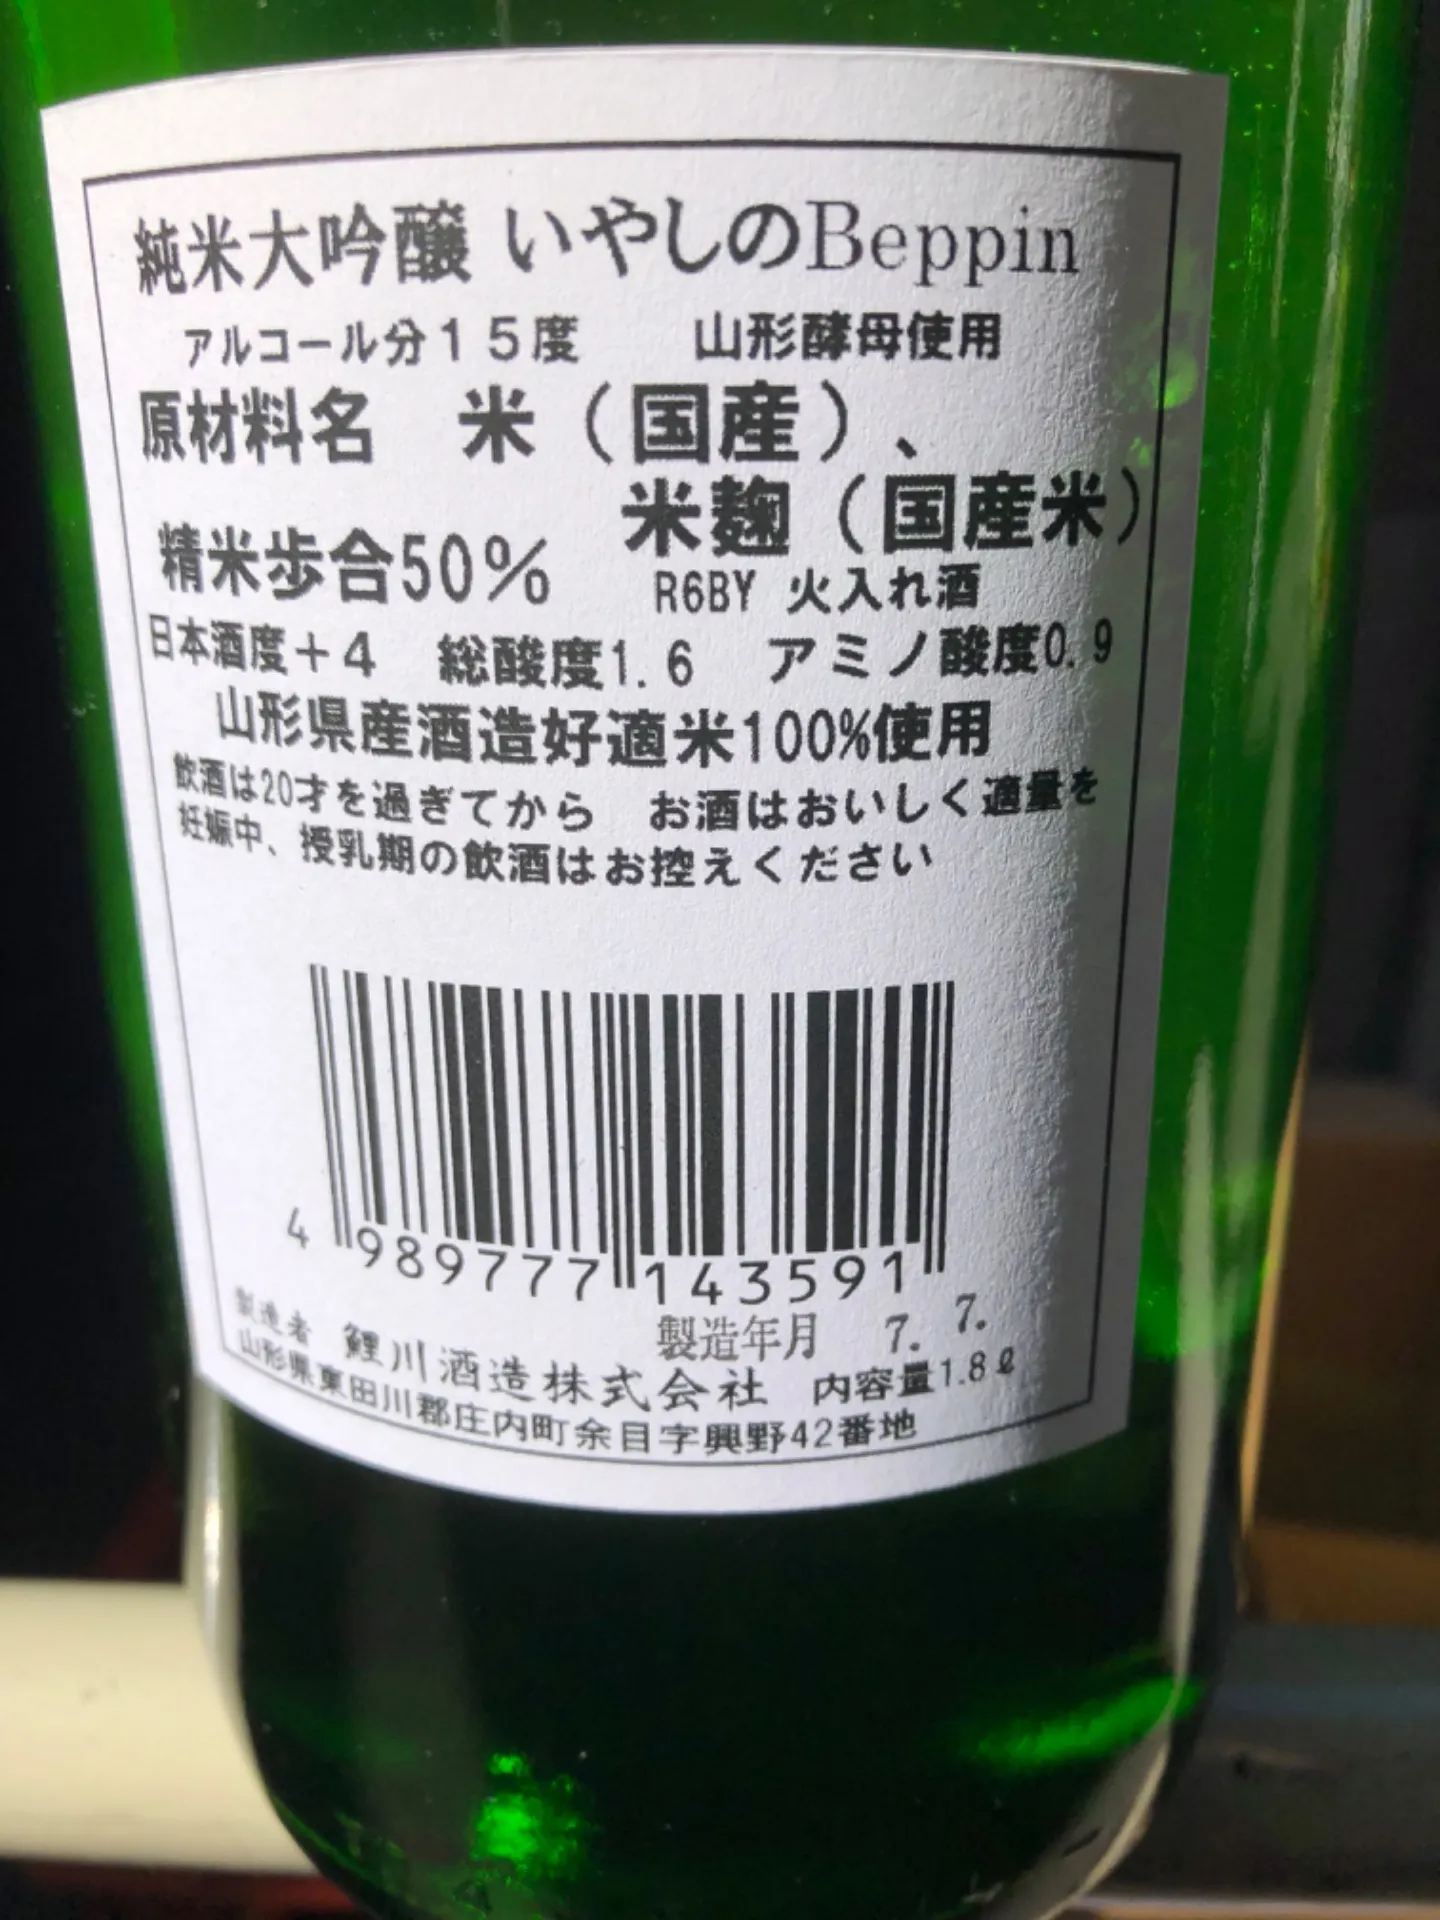 純米大吟醸 いやしのBeppin
アルコール分15度 山形酵母使用
原材料名 米(国産)、
米麹(国産米)
精米歩合50% R6BY 火入れ酒
日本酒度+4 総酸度1.6 アミノ酸度0.9
山形県産酒造好適米100%使用
飲酒は20才を過ぎてから お酒はおいしく適量を
妊娠中、授乳期の飲酒はお控えください
4 989777 143591
製造年月 7. 7.
製造者 鯉川酒造株式会社 内容量1.8ℓ
山形県東田川郡庄内町余目字興野42番地